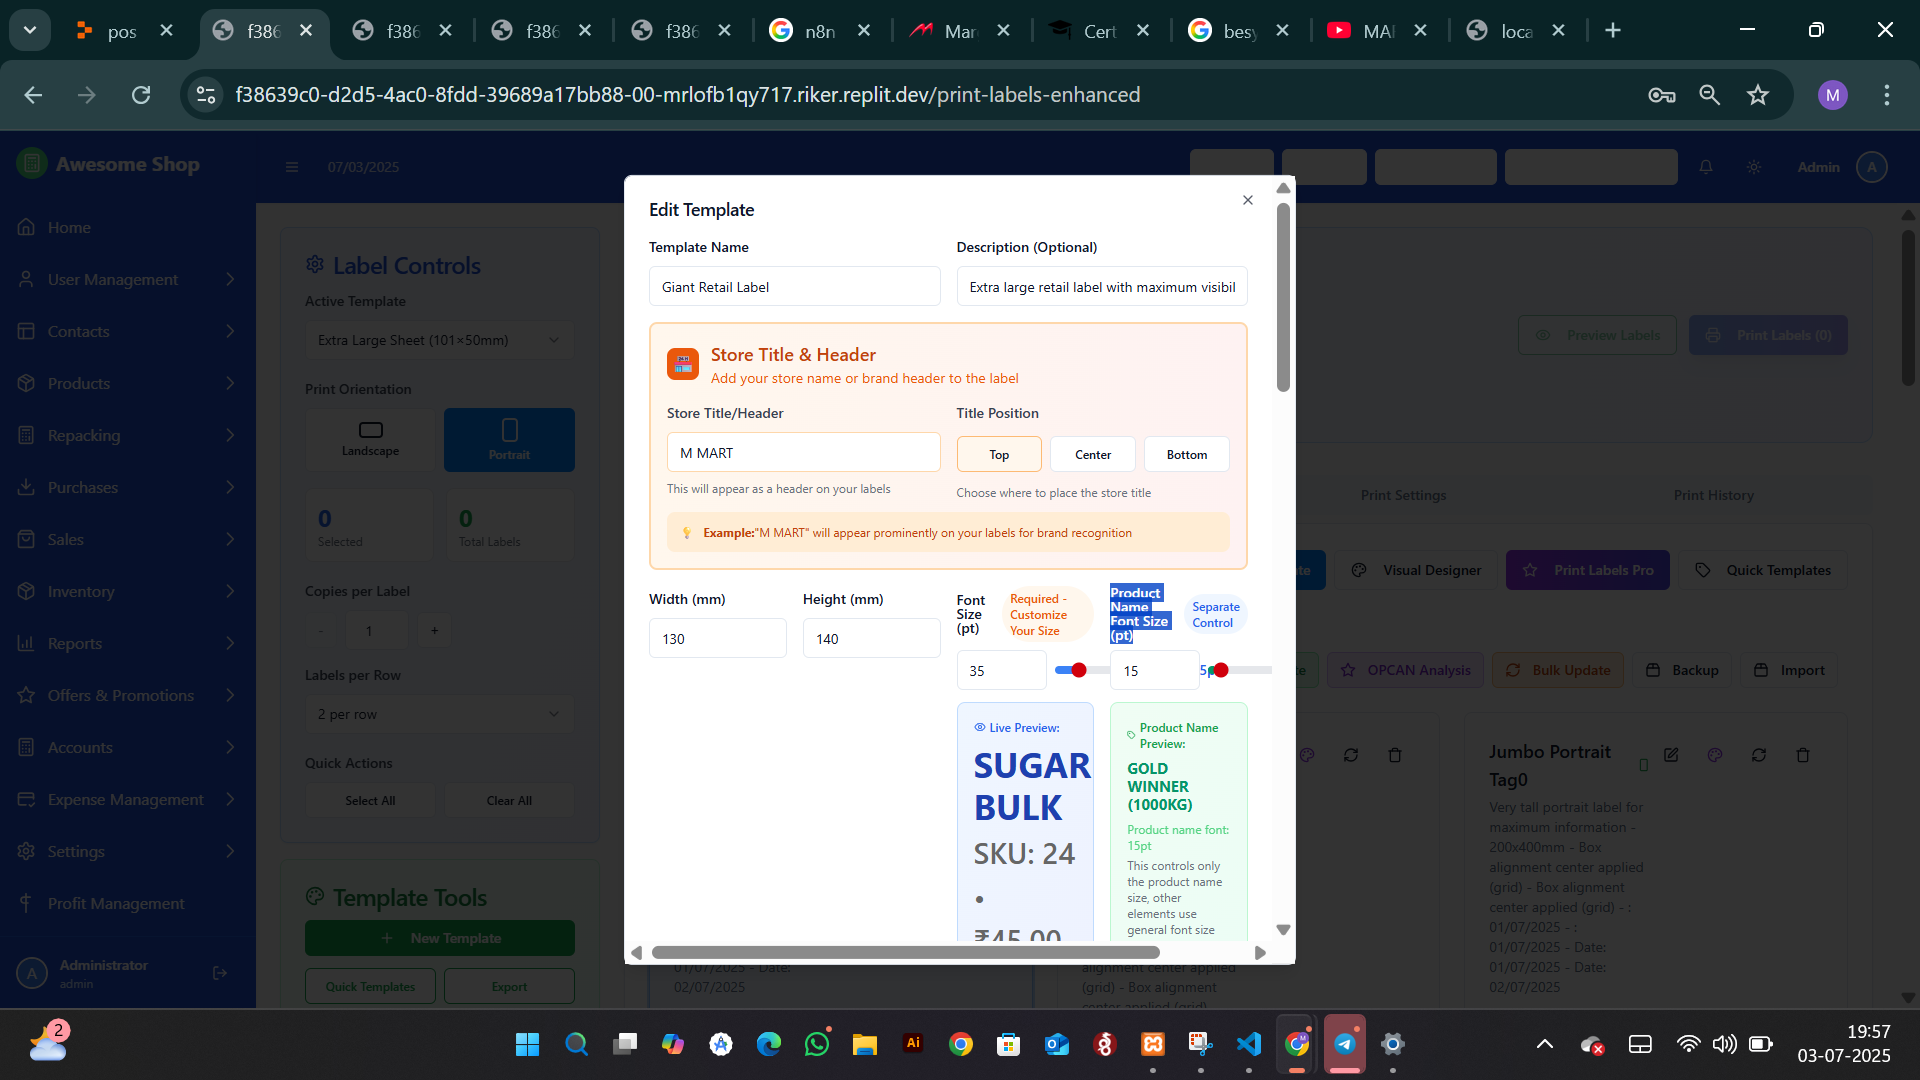 pos
f386
f386
f386
f386
n8n
Mar
Cert
besy
MAI
loca
f38639c0-d2d5-4ac0-8fdd-39689a17bb88-00-mrlofb1qy717.riker.replit.dev/print-labels-enhanced
M
Awesome Shop
07/03/2025
Admin
A
Home
User Management
Contacts
Products
Repacking
Purchases
Sales
Inventory
Reports
Offers & Promotions
Accounts
Expense Management
Settings
Profit Management
A
Administrator
admin
Label Controls
Active Template
Extra Large Sheet (101×50mm)
Print Orientation
Landscape
Portrait
0
Selected
0
Total Labels
Copies per Label
-
1
+
Labels per Row
2 per row
Quick Actions
Select All
Clear All
Template Tools
New Template
Quick Templates
Export
Edit Template
Template Name
Description (Optional)
Giant Retail Label
Extra large retail label with maximum visibil
Store Title & Header
Add your store name or brand header to the label
Store Title/Header
Title Position
M MART
Top
Center
Bottom
This will appear as a header on your labels
Choose where to place the store title
Example:"M MART" will appear prominently on your labels for brand recognition
Width (mm)
Height (mm)
Font Size (pt)
Required - Customize Your Size
Product Name Font Size (pt)
Separate Control
130
140
35
15
5p
Live Preview:
SUGAR
BULK
SKU: 24
•
₹45.00
Product Name Preview:
GOLD
WINNER
(1000KG)
Product name font:
15pt
This controls only
the product name
size, other
elements use
general font size
Preview Labels
Print Labels (0)
Print Settings
Print History
te
Visual Designer
Print Labels Pro
Quick Templates
te
OPCAN Analysis
Bulk Update
Backup
Import
Jumbo Portrait
Tag0
Very tall portrait label for
maximum information -
200x400mm - Box
alignment center applied
(grid) - Box alignment
center applied (grid) - :
01/07/2025 - :
01/07/2025 - Date:
01/07/2025 - Date:
02/07/2025
01/07/2025 - Date:
02/07/2025
alignment center applied
(grid) - Box alignment
center applied (grid)
2
Ai
19:57
03-07-2025